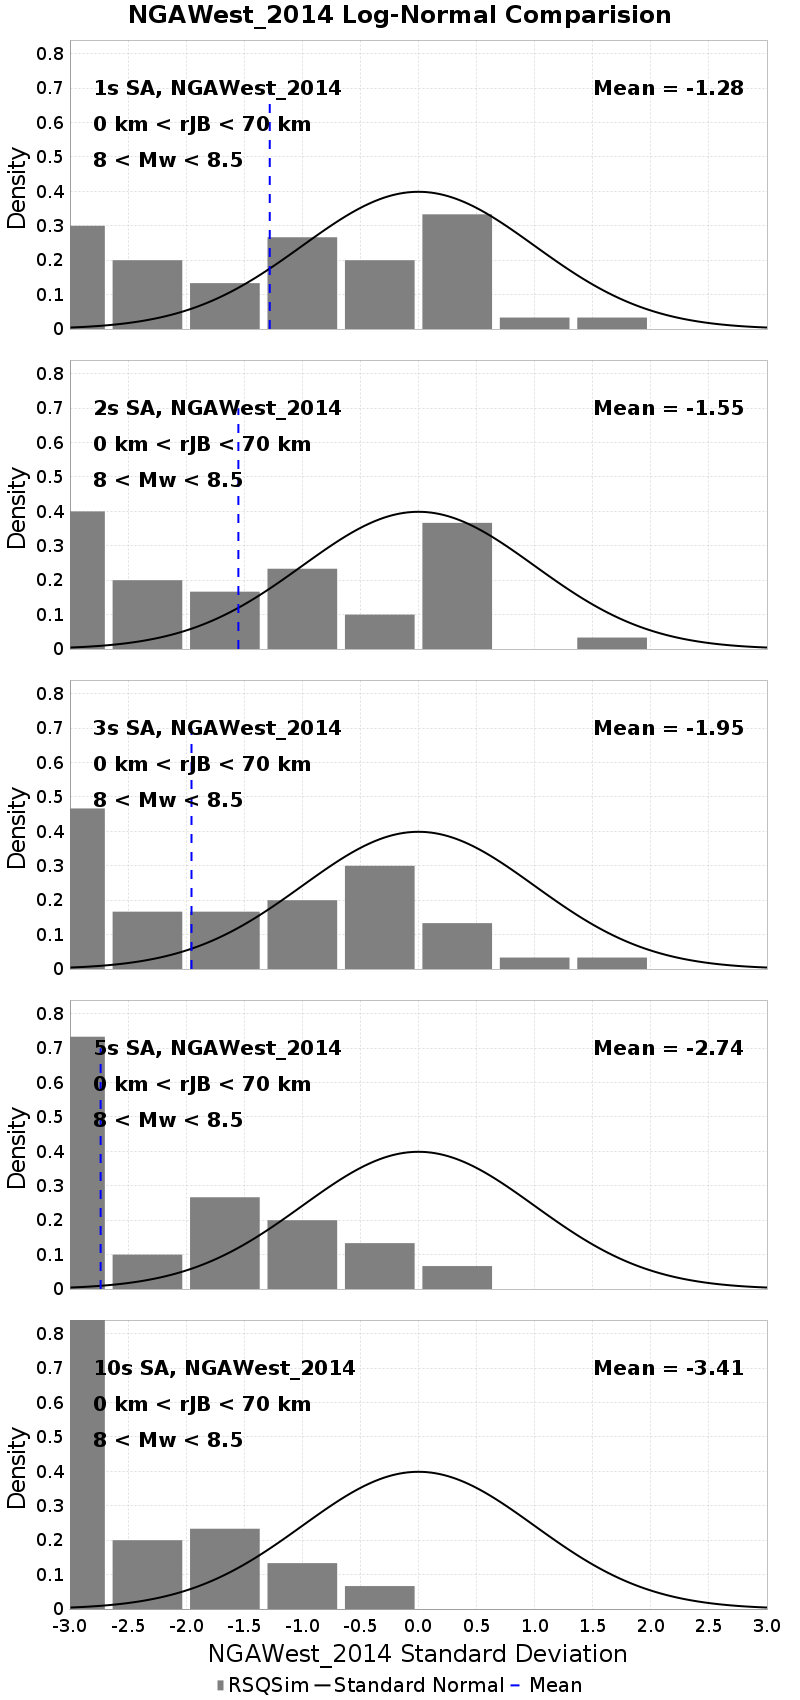 NGAWest_2014 Log-Normal Comparision
0.8
0.7
0.6
0.5
0.4
0.3
0.2
0.1
0
Density
1s SA, NGAWest_2014
Mean = -1.28
0 km < rJB < 70 km
8 < Mw < 8.5
0.8
0.7
0.6
0.5
0.4
0.3
0.2
0.1
0
Density
2s SA, NGAWest_2014
Mean = -1.55
0 km < rJB < 70 km
8 < Mw < 8.5
0.8
0.7
0.6
0.5
0.4
0.3
0.2
0.1
0
Density
3s SA, NGAWest_2014
Mean = -1.95
0 km < rJB < 70 km
8 < Mw < 8.5
0.8
0.7
0.6
0.5
0.4
0.3
0.2
0.1
0
Density
5s SA, NGAWest_2014
Mean = -2.74
0 km < rJB < 70 km
8 < Mw < 8.5
0.8
0.7
0.6
0.5
0.4
0.3
0.2
0.1
0
Density
10s SA, NGAWest_2014
Mean = -3.41
0 km < rJB < 70 km
8 < Mw < 8.5
-3.0 -2.5 -2.0 -1.5 -1.0 -0.5 0.0 0.5 1.0 1.5 2.0 2.5 3.0
NGAWest_2014 Standard Deviation
RSQSim Standard Normal Mean